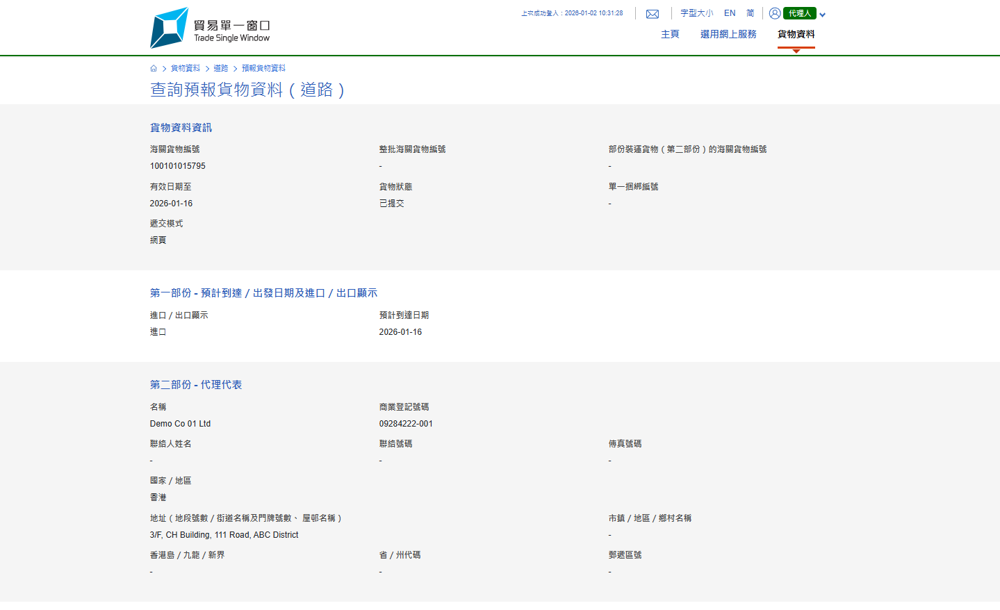 貿易單一窗口
Trade Single Window
上次成功登入 : 2026-01-02 10:31:28
字型大小
EN
简
代理人
主頁
選用網上服務
貨物資料
貨物資料
道路
預報貨物資料
查詢預報貨物資料 ( 道路 )
貨物資料資訊
海關貨物編號
整批海關貨物編號
部份裝運貨物 ( 第二部份 ) 的海關貨物編號
100101015795
-
-
有效日期至
貨物狀態
單一捆綁編號
2026-01-16
已提交
-
遞交模式
網頁
第一部份 - 預計到達 / 出發日期及進口 / 出口顯示
進口 / 出口顯示
預計到達日期
進口
2026-01-16
第二部份 - 代理代表
名稱
商業登記號碼
Demo Co 01 Ltd
09284222-001
聯絡人姓名
聯絡號碼
傳真號碼
-
-
-
國家 / 地區
香港
地址 ( 地段號數 / 街道名稱及門牌號數、 屋邨名稱 )
市鎮 / 地區 / 鄉村名稱
3/F, CH Building, 111 Road, ABC District
-
香港島 / 九龍 / 新界
省 / 州代碼
郵遞區號
-
-
-